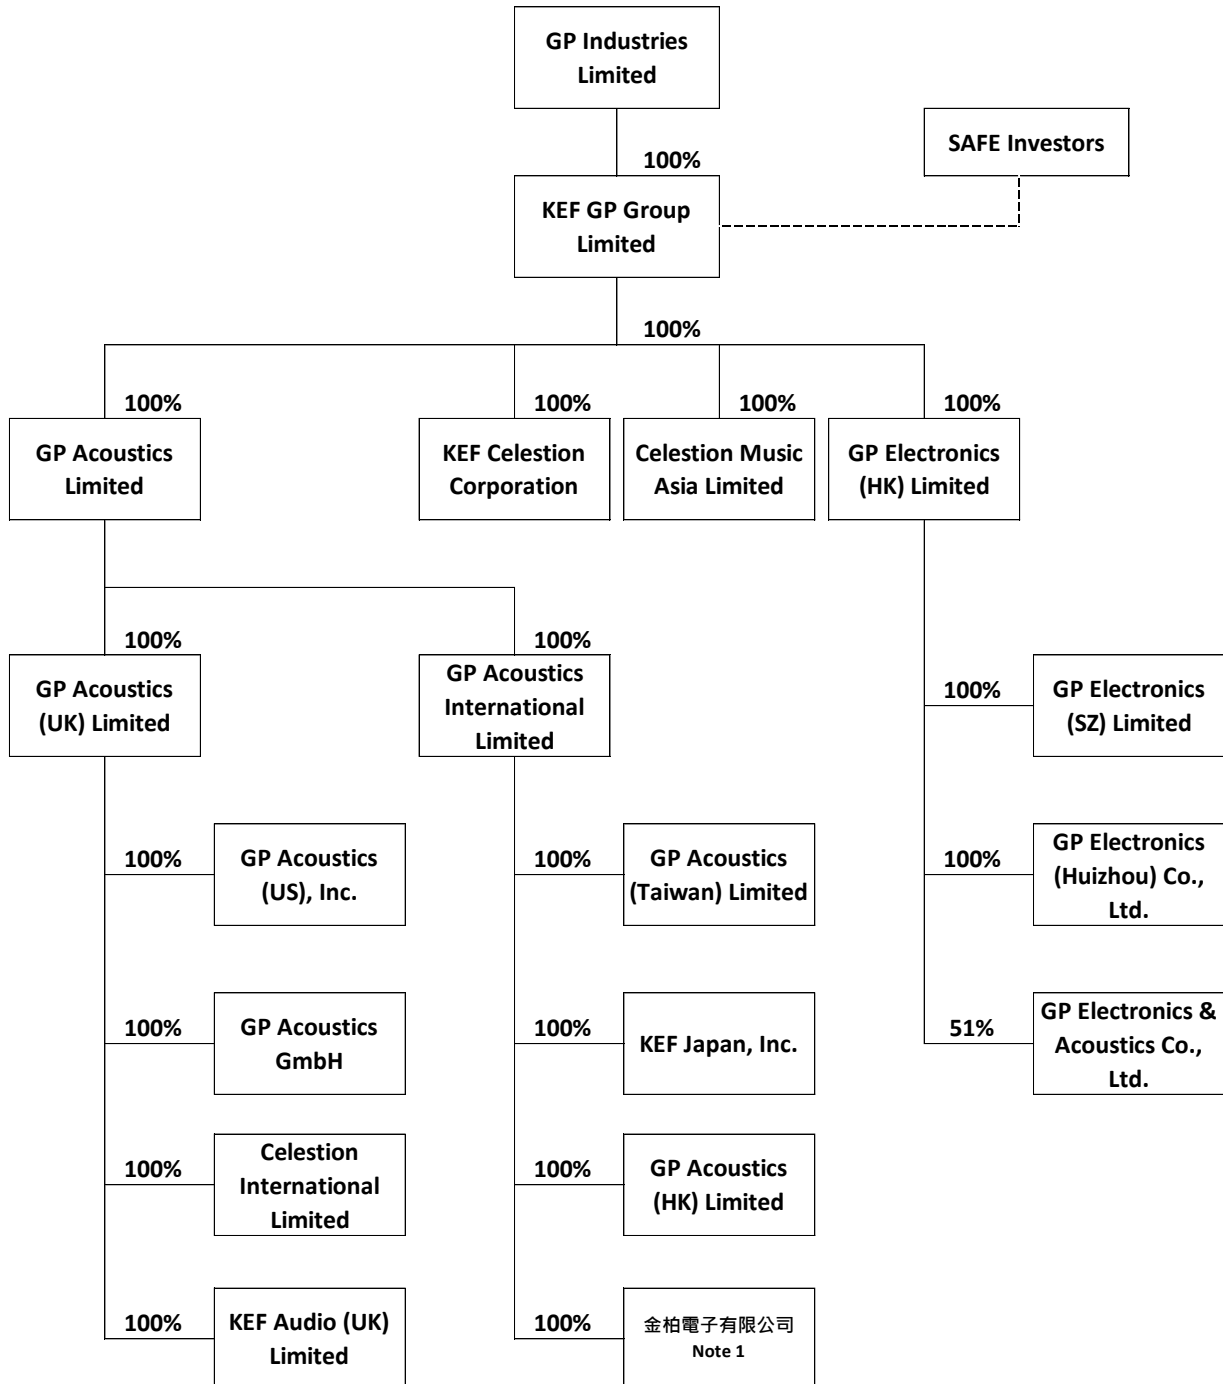 GP Industries
Limited
SAFE Investors
100%
KEF GP Group
Limited
100%
100%
100%
100%
100%
GP Acoustics
Limited
KEF Celestion
Corporation
Celestion Music
Asia Limited
GP Electronics
(HK) Limited
100%
100%
GP Acoustics
(UK) Limited
GP Acoustics
International
Limited
100%
GP Electronics
(SZ) Limited
100%
GP Acoustics
(US), Inc.
100%
GP Acoustics
(Taiwan) Limited
100%
GP Electronics
(Huizhou) Co.,
Ltd.
100%
GP Acoustics
GmbH
100%
KEF Japan, Inc.
51%
GP Electronics &
Acoustics Co.,
Ltd.
100%
Celestion
International
Limited
100%
GP Acoustics
(HK) Limited
100%
KEF Audio (UK)
Limited
100%
金柏電子有限公司
Note 1